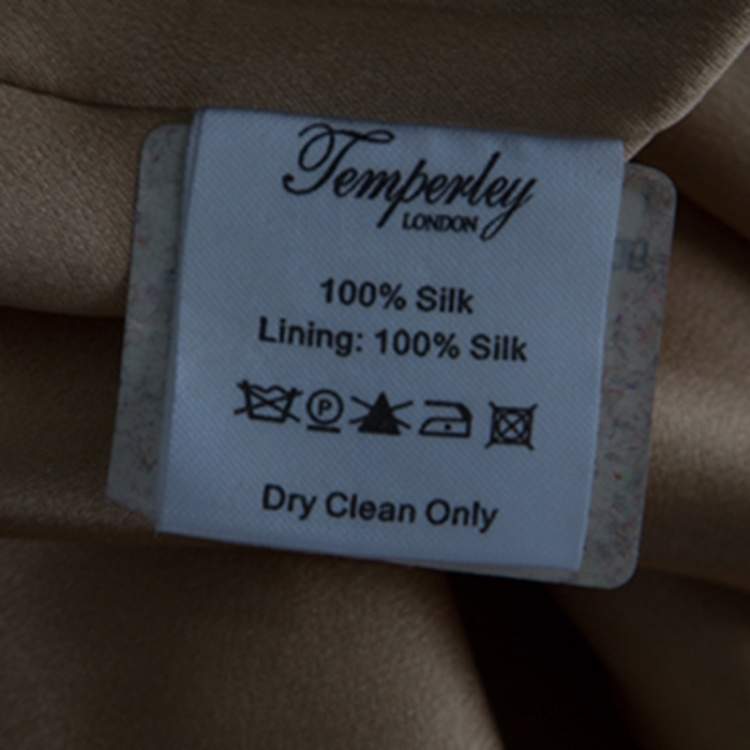 Temperley
LONDON
100% Silk
Lining: 100% Silk
P
Dry Clean Only